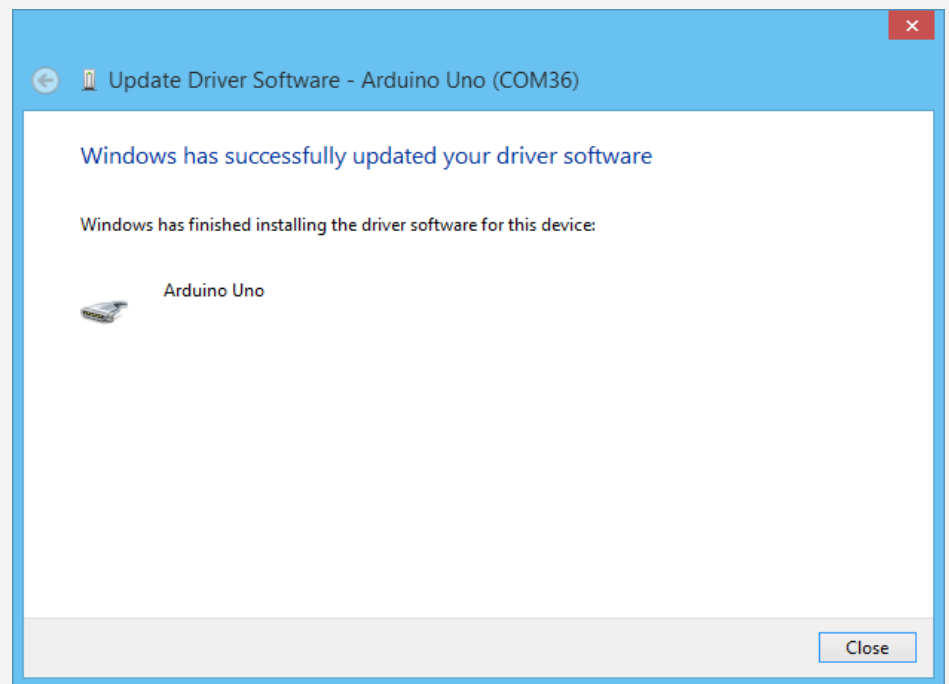 Update Driver Software - Arduino Uno (COM36)
Windows has successfully updated your driver software
Windows has finished installing the driver software for this device:
Arduino Uno
Close